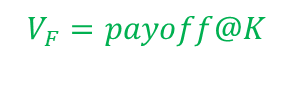 V_F = payoff@K